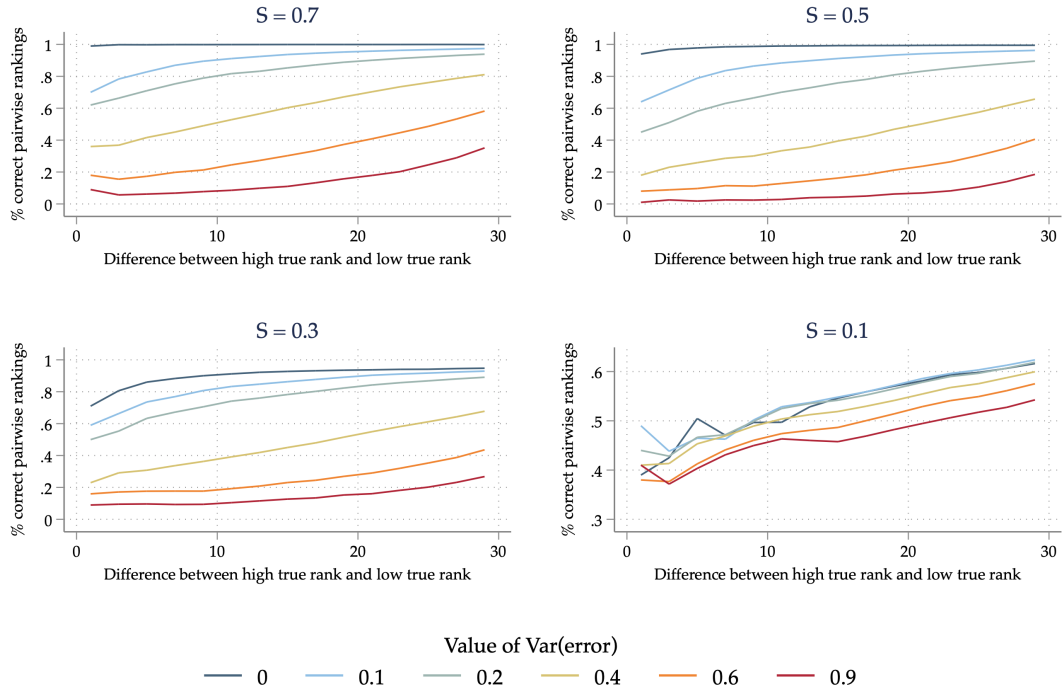 S = 0.7
% correct pairwise rankings
1
.8
.6
.4
.2
0
0 10 20 30
Difference between high true rank and low true rank
S = 0.5
% correct pairwise rankings
1
.8
.6
.4
.2
0
0 10 20 30
Difference between high true rank and low true rank
S = 0.3
% correct pairwise rankings
1
.8
.6
.4
.2
0
0 10 20 30
Difference between high true rank and low true rank
S = 0.1
% correct pairwise rankings
.6
.5
.4
.3
0 10 20 30
Difference between high true rank and low true rank
Value of Var(error)
0 0.1 0.2 0.4 0.6 0.9